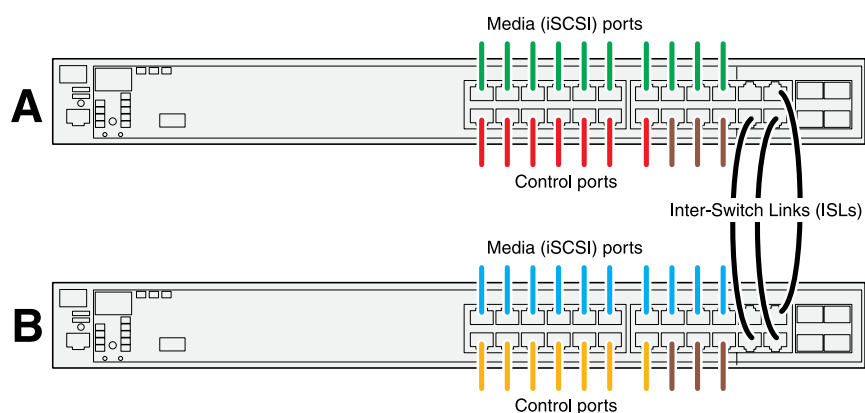 Media (iSCSI) ports
A
Control ports
Inter-Switch Links (ISLs)
Media (iSCSI) ports
B
Control ports